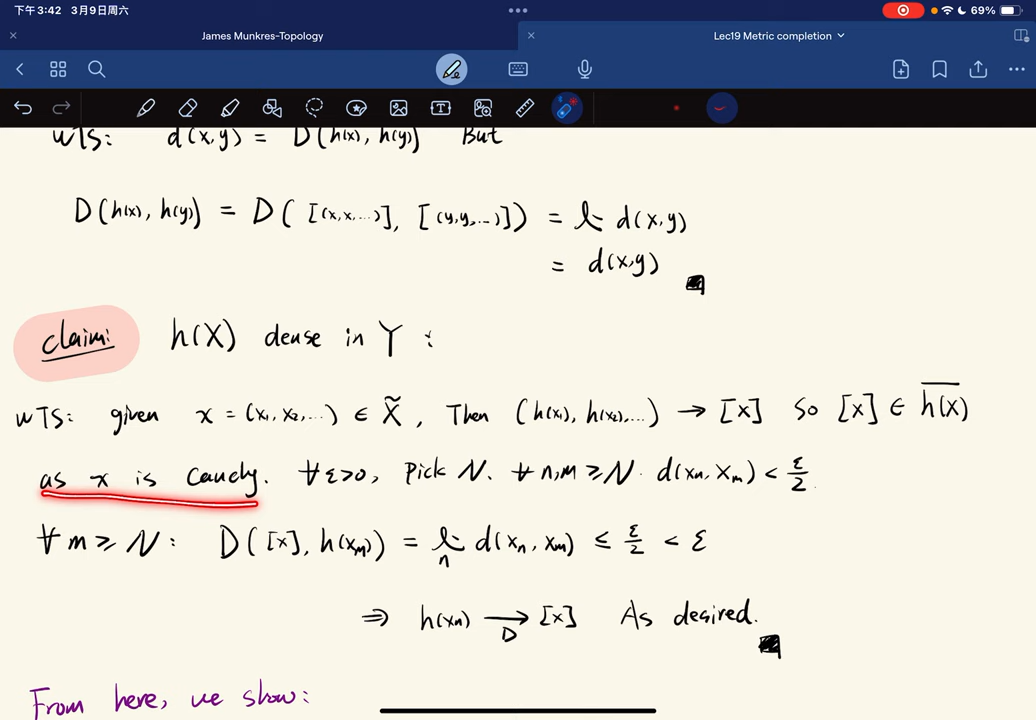 下午3:42 3月9日周六
69%
James Munkres-Topology
Lec19 Metric completion
WTS: d(x,y) = D(h(x), h(y)) But
D(h(x), h(y)) = D([(x,x,...)], [(y,y,...)]) = lim d(x,y)
= d(x,y)
claim: h(X) dense in Y :
WTS: given x = (x₁, x₂, ...) ∈ X̃, Then (h(x₁), h(x₂), ...) → [x] so [x] ∈ \overline{h(X)}
as x is Cauchy. ∀ε>0, Pick N. ∀ n,m ≥ N. d(xₙ, xₘ) < ε/2.
∀ m ≥ N: D([x], h(xₘ)) = lim_n d(xₙ, xₘ) ≤ ε/2 < ε
⇒ h(xₙ) →_D [x] As desired.
From here, we show: